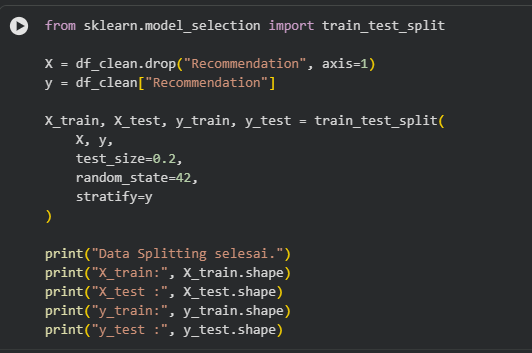 from sklearn.model_selection import train_test_split
X = df_clean.drop("Recommendation", axis=1)
y = df_clean["Recommendation"]
X_train, X_test, y_train, y_test = train_test_split(
    X, y,
    test_size=0.2,
    random_state=42,
    stratify=y
)
print("Data Splitting selesai.")
print("X_train:", X_train.shape)
print("X_test :", X_test.shape)
print("y_train:", y_train.shape)
print("y_test :", y_test.shape)